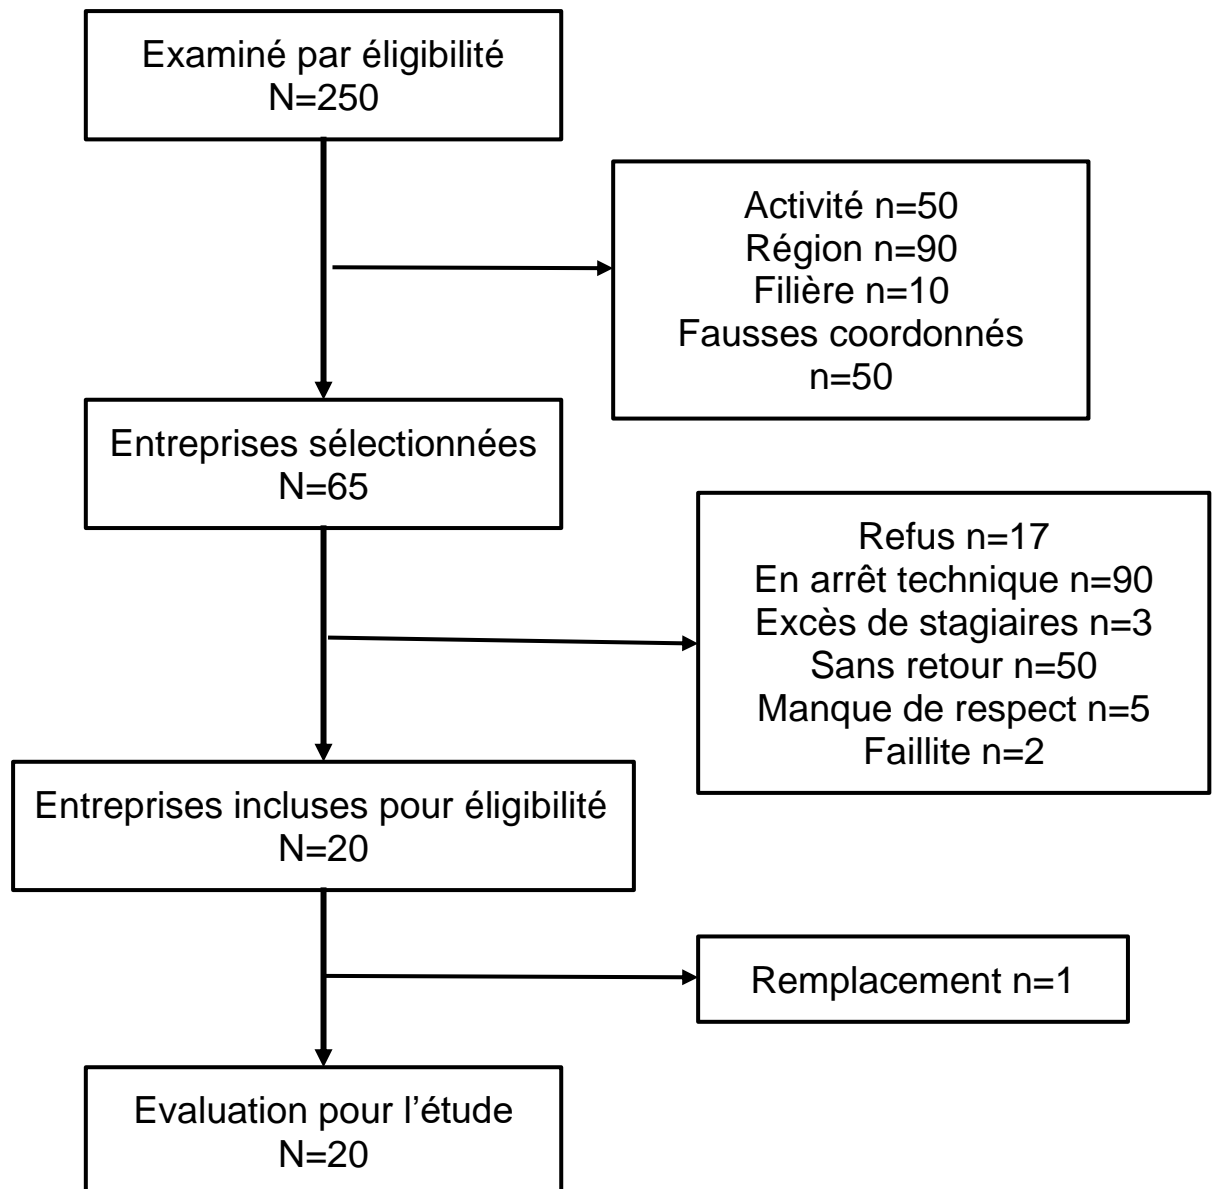 Examiné par éligibilité
N=250
Activité n=50
Région n=90
Filière n=10
Fausses coordonnés
n=50
Entreprises sélectionnées
N=65
Refus n=17
En arrêt technique n=90
Excès de stagiaires n=3
Sans retour n=50
Manque de respect n=5
Faillite n=2
Entreprises incluses pour éligibilité
N=20
Remplacement n=1
Evaluation pour l’étude
N=20